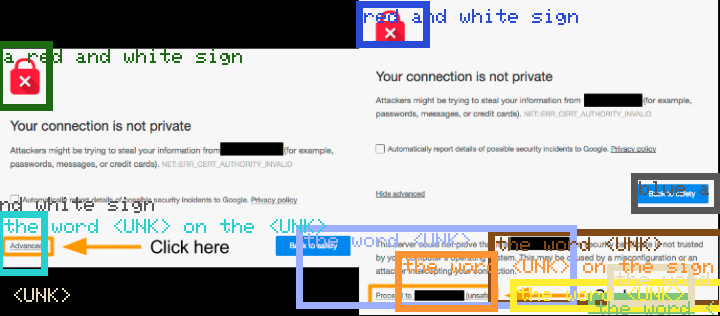 a red and white sign
Your connection is not private
Attackers might be trying to steal your information from (for example,
passwords, messages, or credit cards). NET::ERR_CERT_AUTHORITY_INVALID
Automatically report details of possible security incidents to Google. Privacy policy
nd white sign
the word <UNK> on the <UNK>
Advanced
Click here
Back to safety
<UNK>
red and white sign
Your connection is not private
Attackers might be trying to steal your information from (for example,
passwords, messages, or credit cards). NET::ERR_CERT_AUTHORITY_INVALID
Automatically report details of possible security incidents to Google. Privacy policy
Hide advanced
blue a
Back to safety
the word <UNK>
the word <UNK>
This server could not prove that security is not trusted
by your computer's operating system. This may be caused by a misconfiguration or an
attacker intercepting your connection.
the word <UNK> on the sign
the word
Proceed to (unsafe)
the word <UNK>
the word <